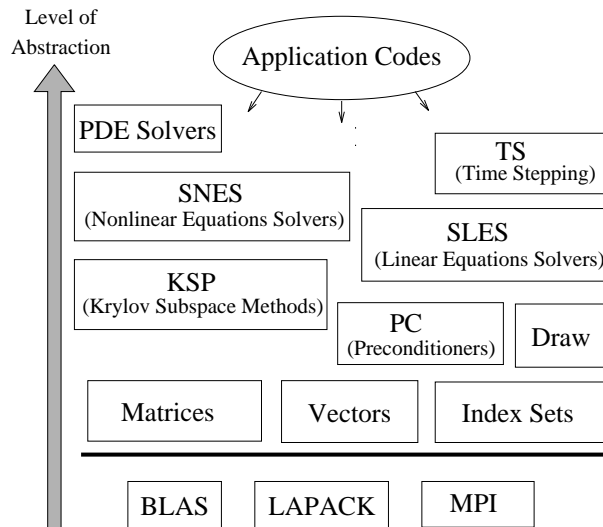 Level of
Abstraction
Application Codes
PDE Solvers
TS
(Time Stepping)
SNES
(Nonlinear Equations Solvers)
SLES
(Linear Equations Solvers)
KSP
(Krylov Subspace Methods)
PC
(Preconditioners)
Draw
Matrices
Vectors
Index Sets
BLAS
LAPACK
MPI